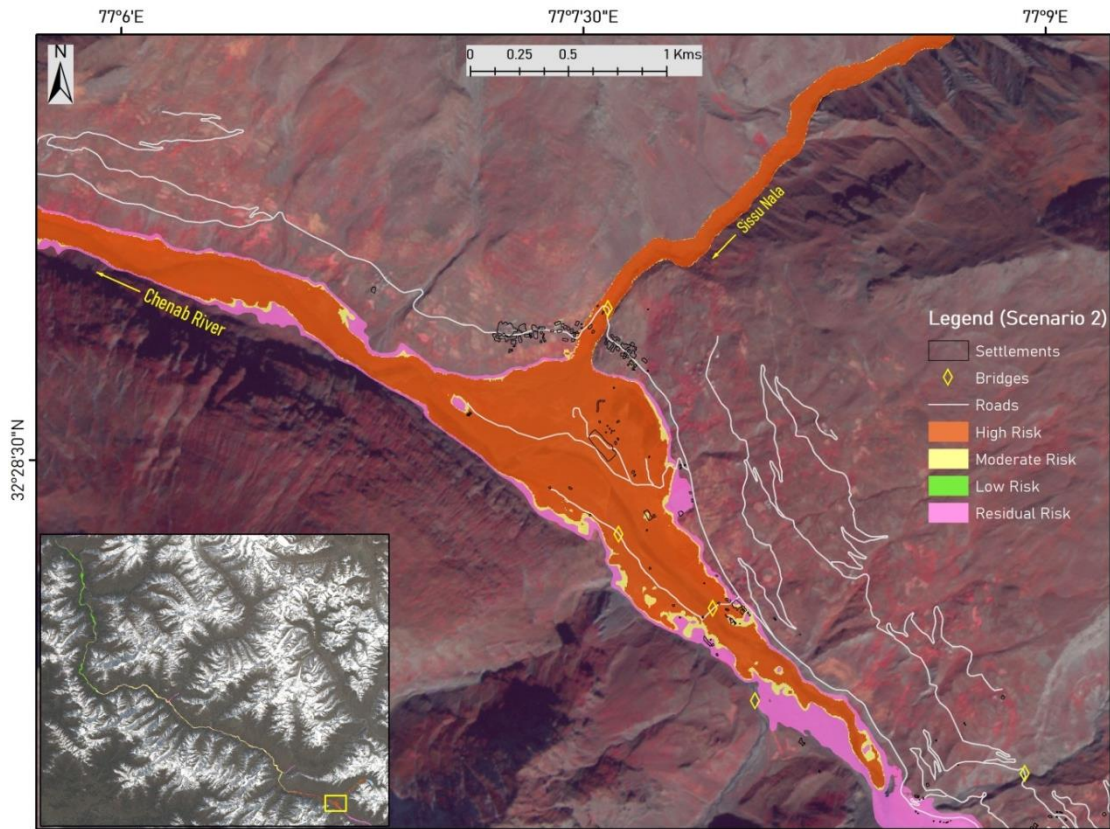 77°6'E
77°7'30"E
77°9'E
N
0 0.25 0.5 1 Kms
Sissu Nala
Chenab River
32°28'30"N
Legend (Scenario 2)
Settlements
Bridges
Roads
High Risk
Moderate Risk
Low Risk
Residual Risk